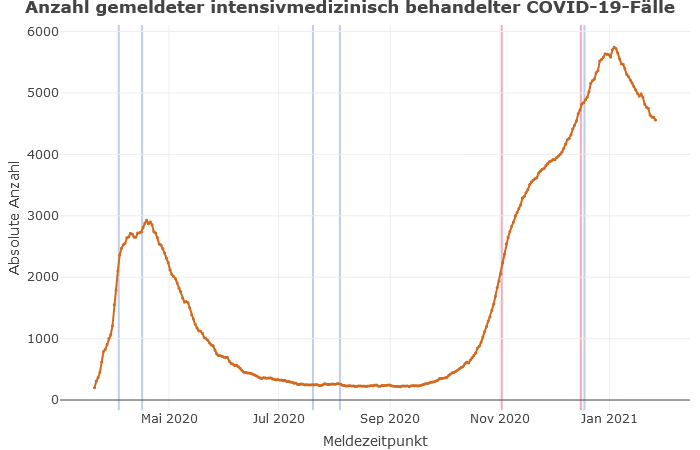 Anzahl gemeldeter intensivmedizinisch behandelter COVID-19-Fälle
6000
5000
4000
3000
2000
1000
0
Absolute Anzahl
Mai 2020
Jul 2020
Sep 2020
Nov 2020
Jan 2021
Meldezeitpunkt